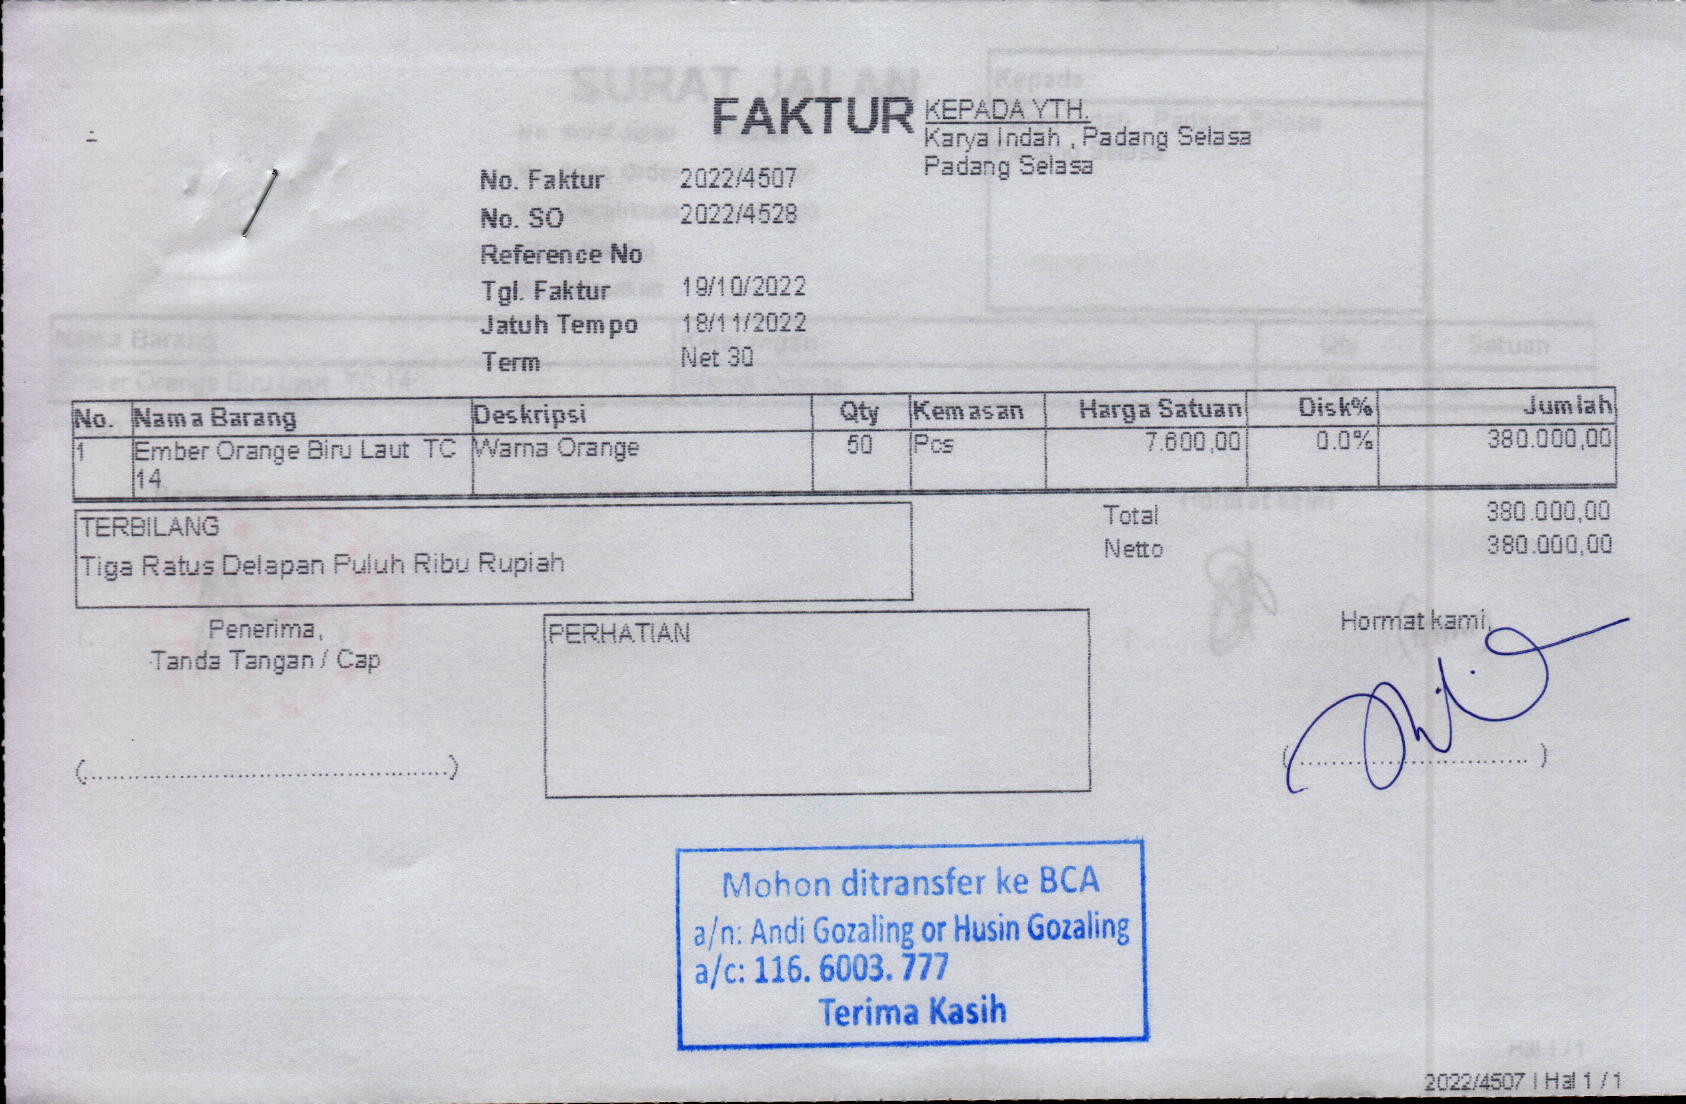 FAKTUR
KEPADA YTH.
Karya Indah , Padang Selasa
Padang Selasa
No. Faktur 2022/4507
No. SO 2022/4528
Reference No
Tgl. Faktur 19/10/2022
Jatuh Tempo 18/11/2022
Term Net 30
No. Nama Barang Deskripsi Qty Kemasan Harga Satuan Disk% Jumlah
1 Ember Orange Biru Laut TC Warna Orange 50 Pcs 7.600,00 0.0% 380.000,00
14
TERBILANG
Tiga Ratus Delapan Puluh Ribu Rupiah
Total 380.000,00
Netto 380.000,00
Penerima,
Tanda Tangan / Cap
PERHATIAN
Hormat kami,
Mohon ditransfer ke BCA
a/n: Andi Gozaling or Husin Gozaling
a/c: 116. 6003. 777
Terima Kasih
2022/4507 | Hal 1 / 1